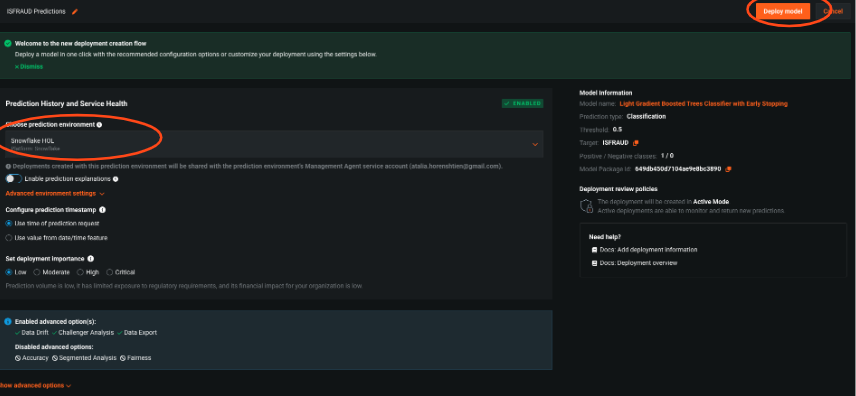 ISFRAUD Predictions
Deploy model
Cancel
Welcome to the new deployment creation flow
Deploy a model in one click with the recommended configuration options or customize your deployment using the settings below.
× Dismiss
Prediction History and Service Health
ENABLED
Choose prediction environment
Snowflake HOL
Platform: Snowflake
Deployments created with this prediction environment will be shared with the prediction environment's Management Agent service account (atalia.horenshtien@gmail.com).
Enable prediction explanations
Advanced environment settings
Configure prediction timestamp
Use time of prediction request
Use value from date/time feature
Set deployment importance
Low Moderate High Critical
Prediction volume is low, it has limited exposure to regulatory requirements, and its financial impact for your organization is low
Enabled advanced option(s):
Data Drift Challenger Analysis Data Export
Disabled advanced options:
Accuracy Segmented Analysis Fairness
Show advanced options
Model Information
Model name: Light Gradient Boosted Trees Classifier with Early Stopping
Prediction type: Classification
Threshold: 0.5
Target: ISFRAUD
Positive / Negative classes: 1 / 0
Model Package id: 649db450d7104ae9e8bc3890
Deployment review policies
The deployment will be created in Active Mode
Active deployments are able to monitor and return new predictions.
Need help?
Docs: Add deployment information
Docs: Deployment overview